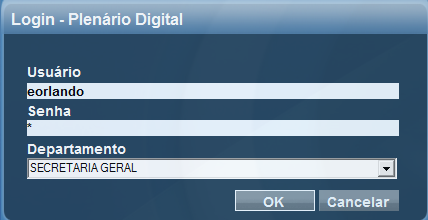 Login - Plenário Digital
Usuário
eorlando
Senha
*
Departamento
SECRETARIA GERAL
OK Cancelar